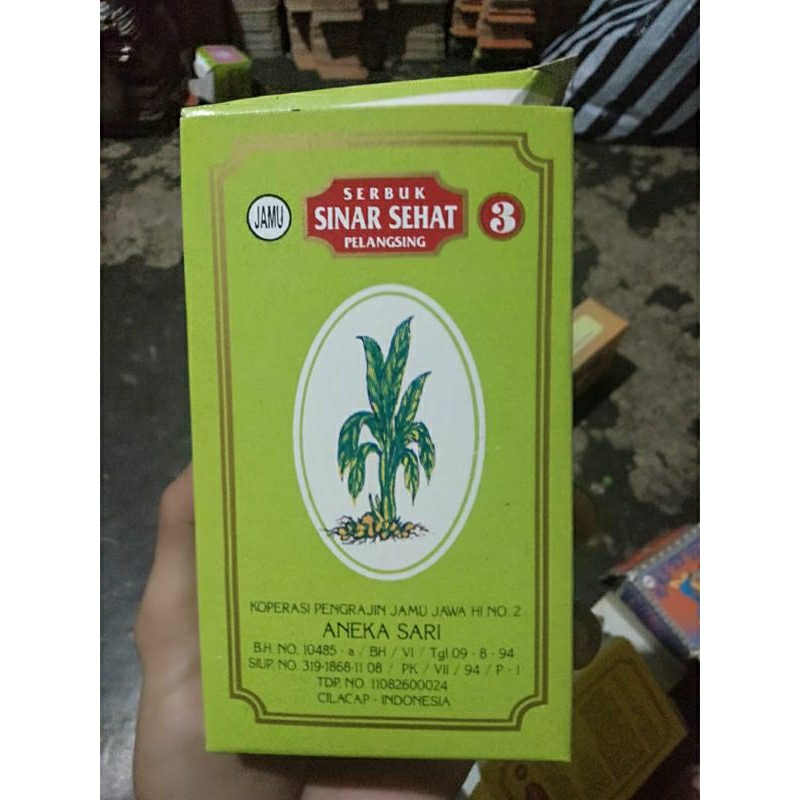 SERBUK
JAMU
SINAR SEHAT
3
PELANGSING
KOPERASI PENGRAJIN JAMU JAWA HI NO. 2
ANEKA SARI
B.H. NO. 10485 - a / BH / VI / Tgl 09 - 8 - 94
SIUP. NO. 319-1868-11 08 / PK / VII / 94 / P - 1
TDP. NO. 11082600024
CILACAP - INDONESIA